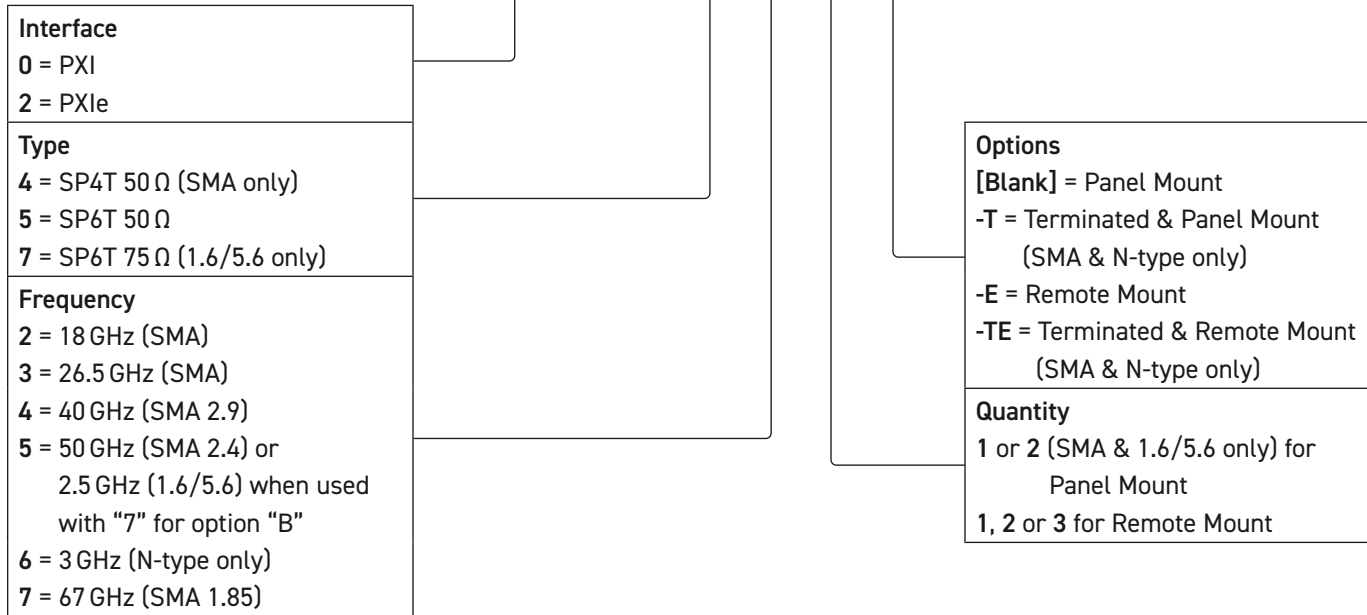 Interface
0 = PXI
2 = PXIe
Type
4 = SP4T 50 Ω (SMA only)
5 = SP6T 50 Ω
7 = SP6T 75 Ω (1.6/5.6 only)
Frequency
2 = 18 GHz (SMA)
3 = 26.5 GHz (SMA)
4 = 40 GHz (SMA 2.9)
5 = 50 GHz (SMA 2.4) or
2.5 GHz (1.6/5.6) when used
with “7” for option “B”
6 = 3 GHz (N-type only)
7 = 67 GHz (SMA 1.85)
Options
[Blank] = Panel Mount
-T = Terminated & Panel Mount
(SMA & N-type only)
-E = Remote Mount
-TE = Terminated & Remote Mount
(SMA & N-type only)
Quantity
1 or 2 (SMA & 1.6/5.6 only) for
Panel Mount
1, 2 or 3 for Remote Mount